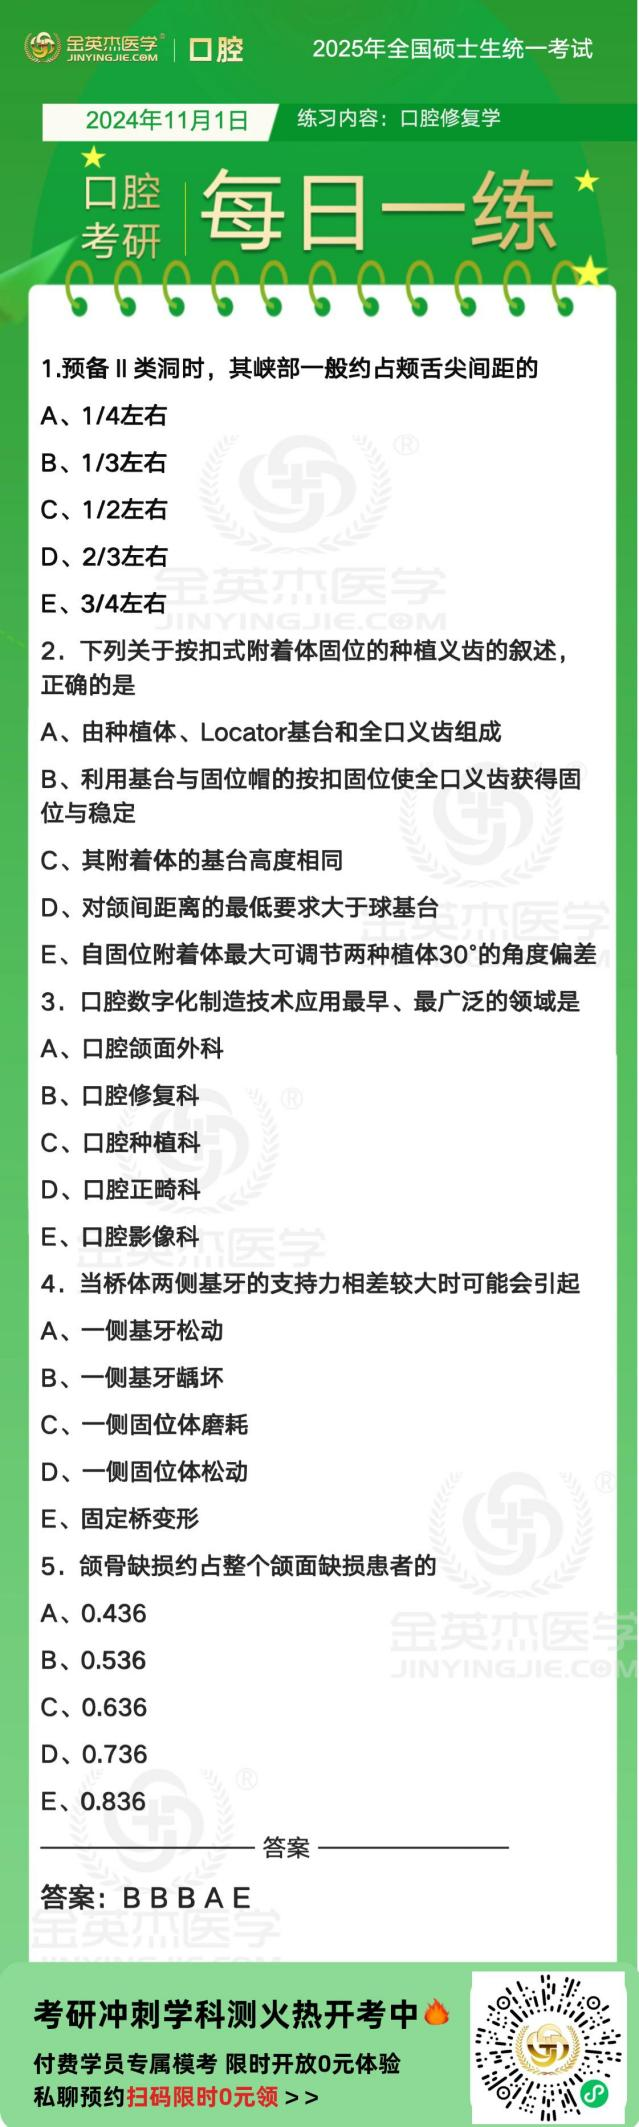 金英杰医学®
JINYINGJIE.COM
口腔
2025年全国硕士生统一考试
2024年11月1日
练习内容：口腔修复学
口腔
考研
每日一练
1.预备 II 类洞时，其峡部一般约占颊舌尖间距的
A、1/4左右
B、1/3左右
C、1/2左右
D、2/3左右
E、3/4左右
2．下列关于按扣式附着体固位的种植义齿的叙述，
正确的是
A、由种植体、Locator基台和全口义齿组成
B、利用基台与固位帽的按扣固位使全口义齿获得固
位与稳定
C、其附着体的基台高度相同
D、对颌间距离的最低要求大于球基台
E、自固位附着体最大可调节两种植体30°的角度偏差
3．口腔数字化制造技术应用最早、最广泛的领域是
A、口腔颌面外科
B、口腔修复科
C、口腔种植科
D、口腔正畸科
E、口腔影像科
4．当桥体两侧基牙的支持力相差较大时可能会引起
A、一侧基牙松动
B、一侧基牙龋坏
C、一侧固位体磨耗
D、一侧固位体松动
E、固定桥变形
5．颌骨缺损约占整个颌面缺损患者的
A、0.436
B、0.536
C、0.636
D、0.736
E、0.836
答案
答案：B B B A E
考研冲刺学科测火热开考中
付费学员专属模考 限时开放0元体验
私聊预约扫码限时0元领 > >